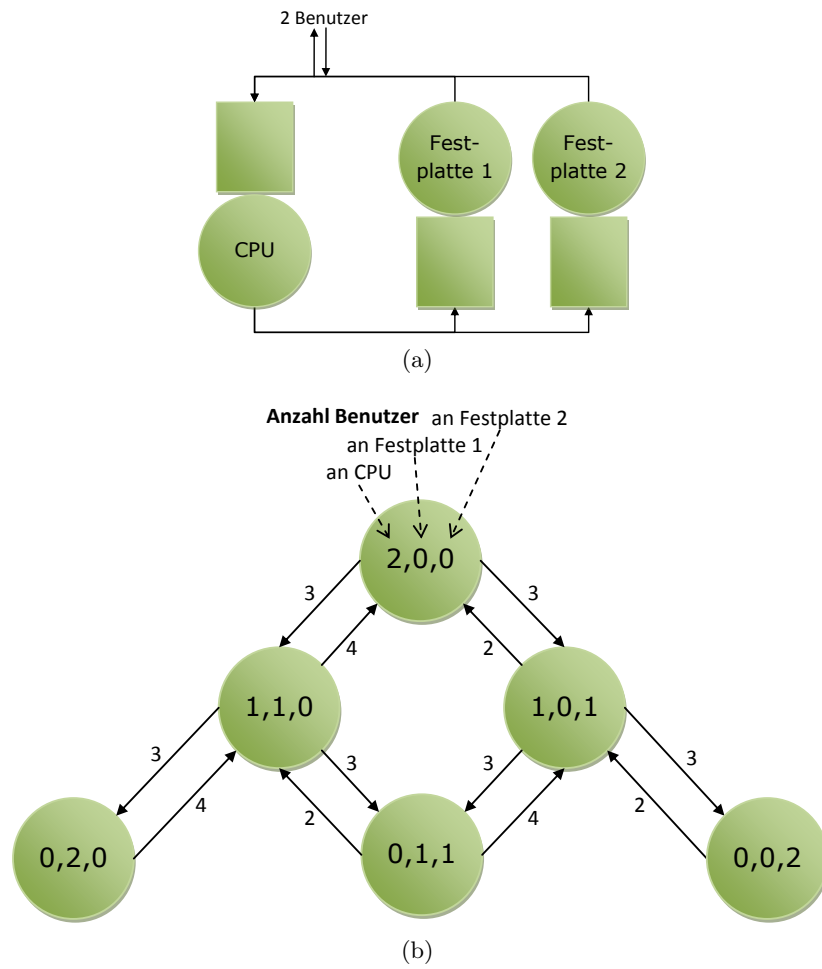 2 Benutzer
Fest-
platte 1
Fest-
platte 2
CPU
(a)
Anzahl Benutzer an Festplatte 2
an Festplatte 1
an CPU
2,0,0
3
3
4
2
1,1,0
1,0,1
3
3
3
3
4
2
4
2
0,2,0
0,1,1
0,0,2
(b)